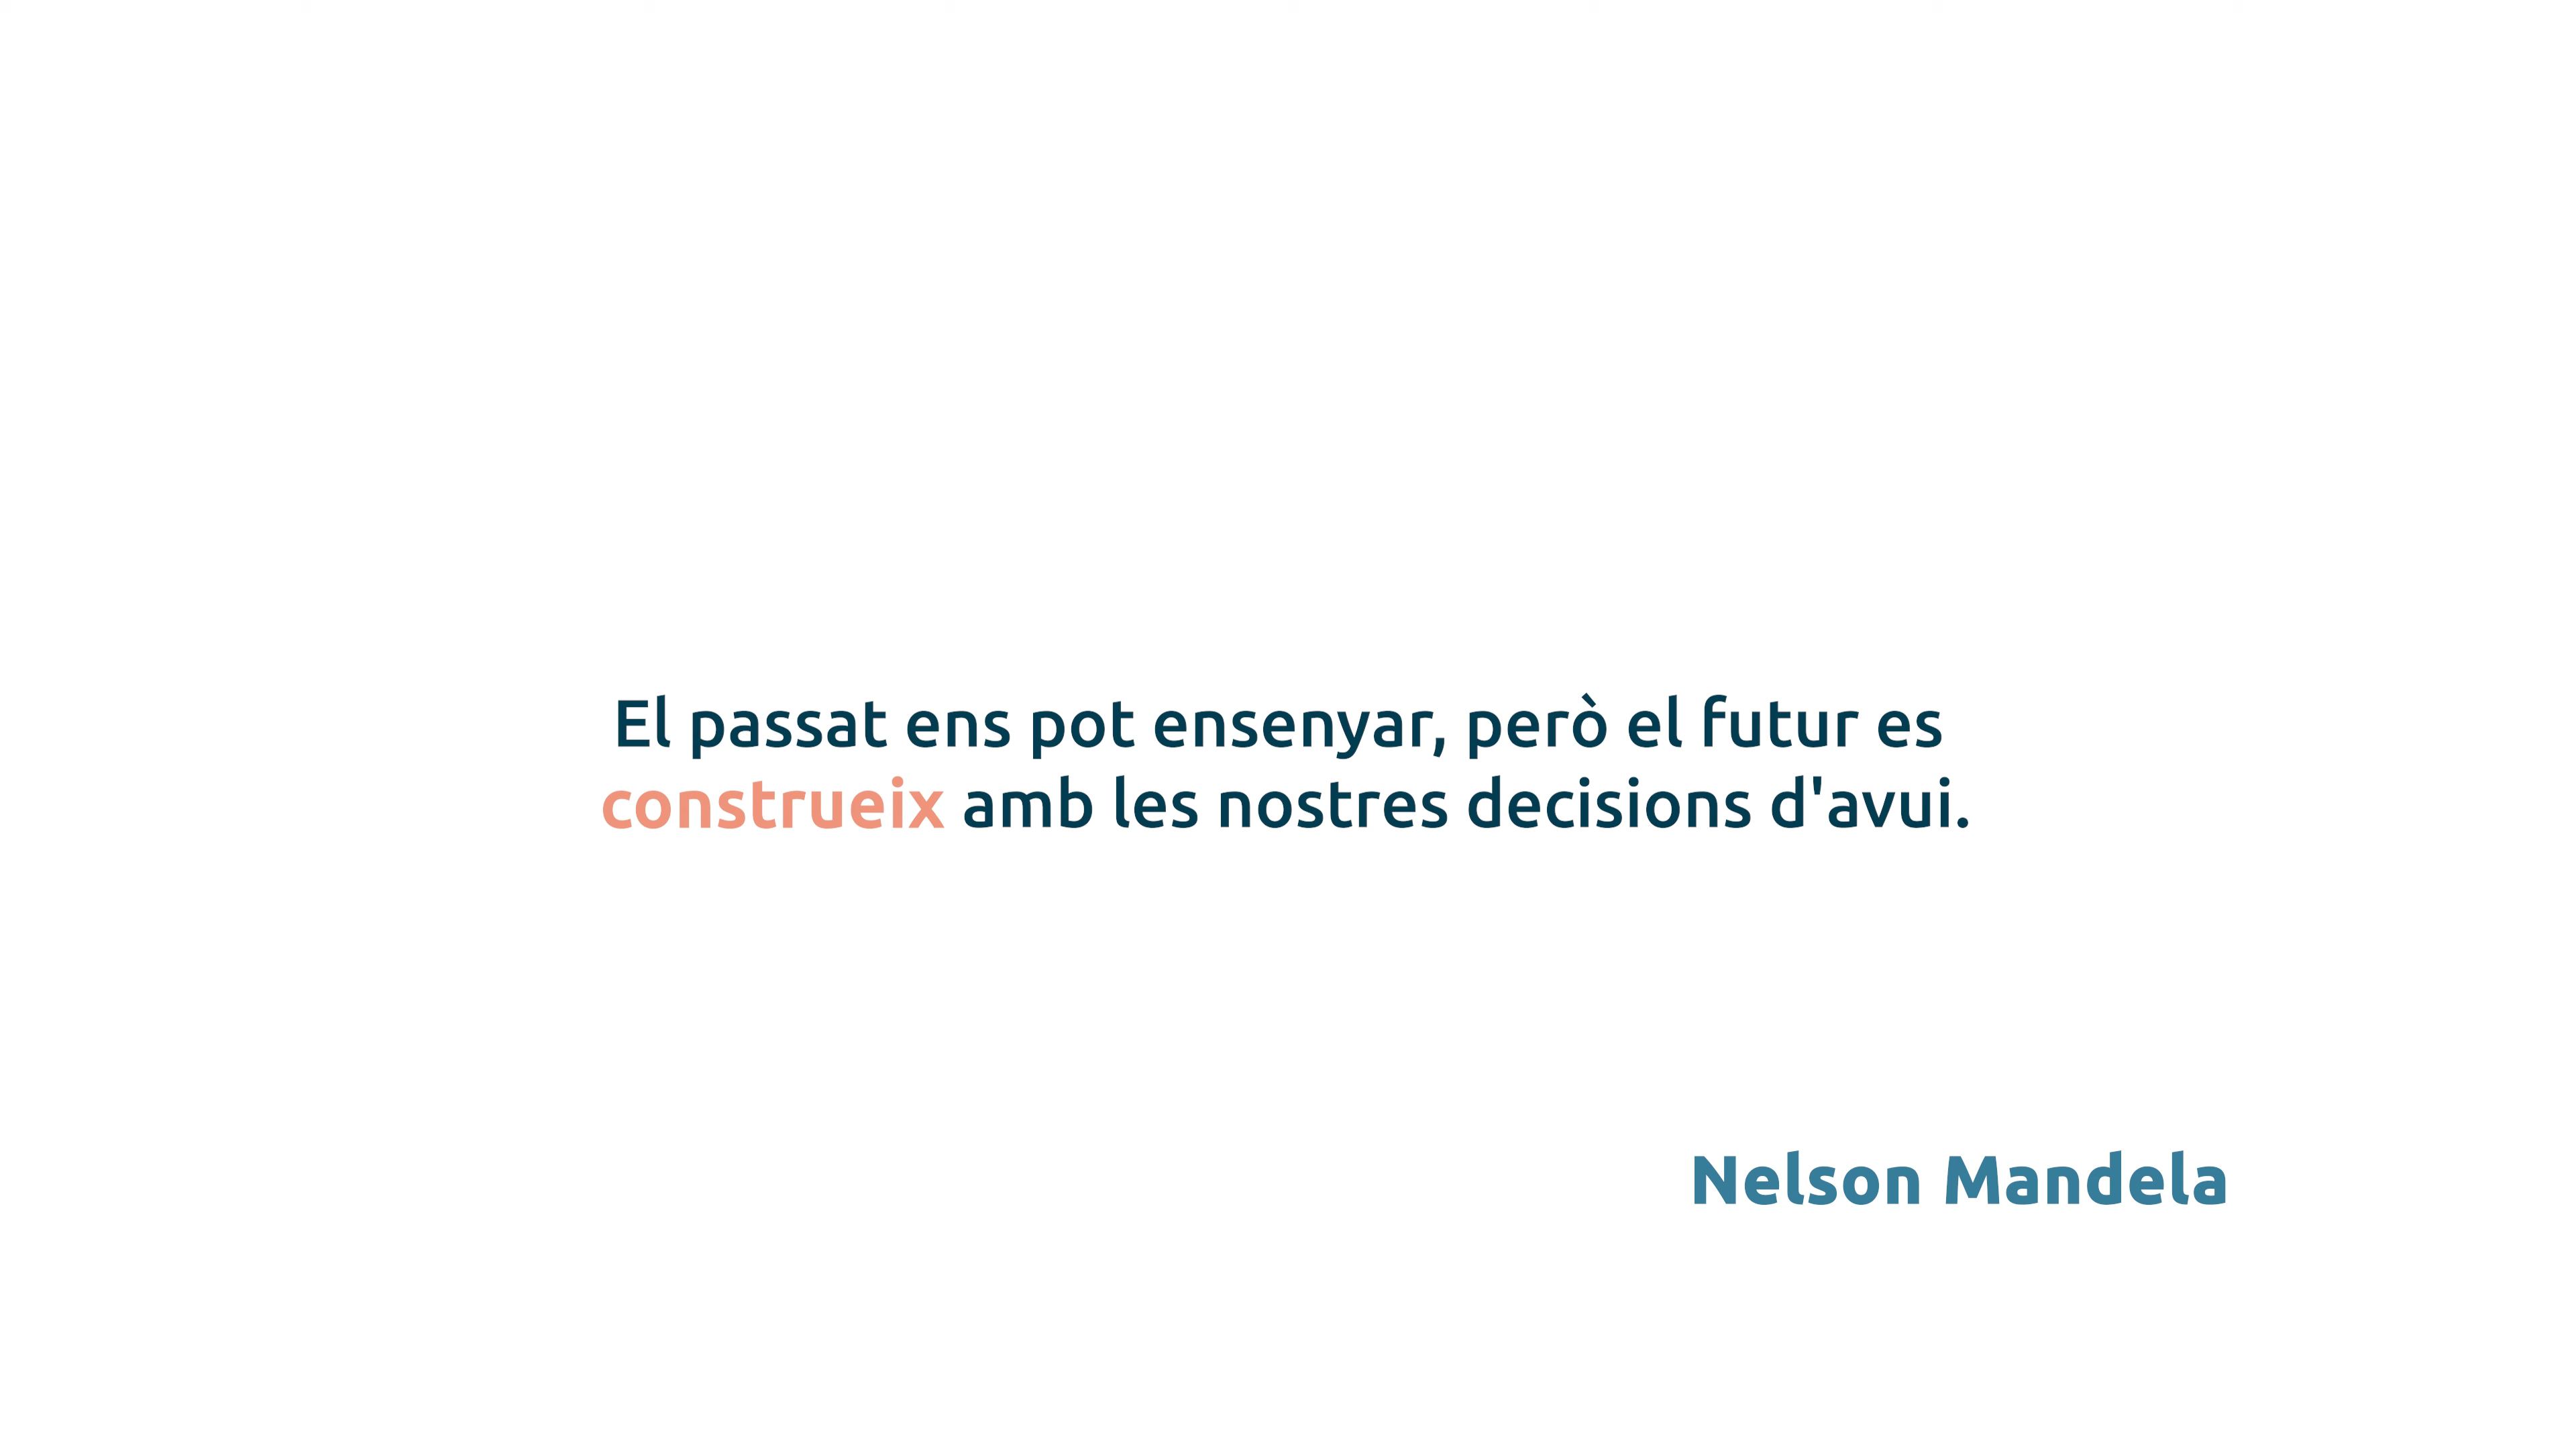 El passat ens pot ensenyar, però el futur es
construeix amb les nostres decisions d'avui.
Nelson Mandela